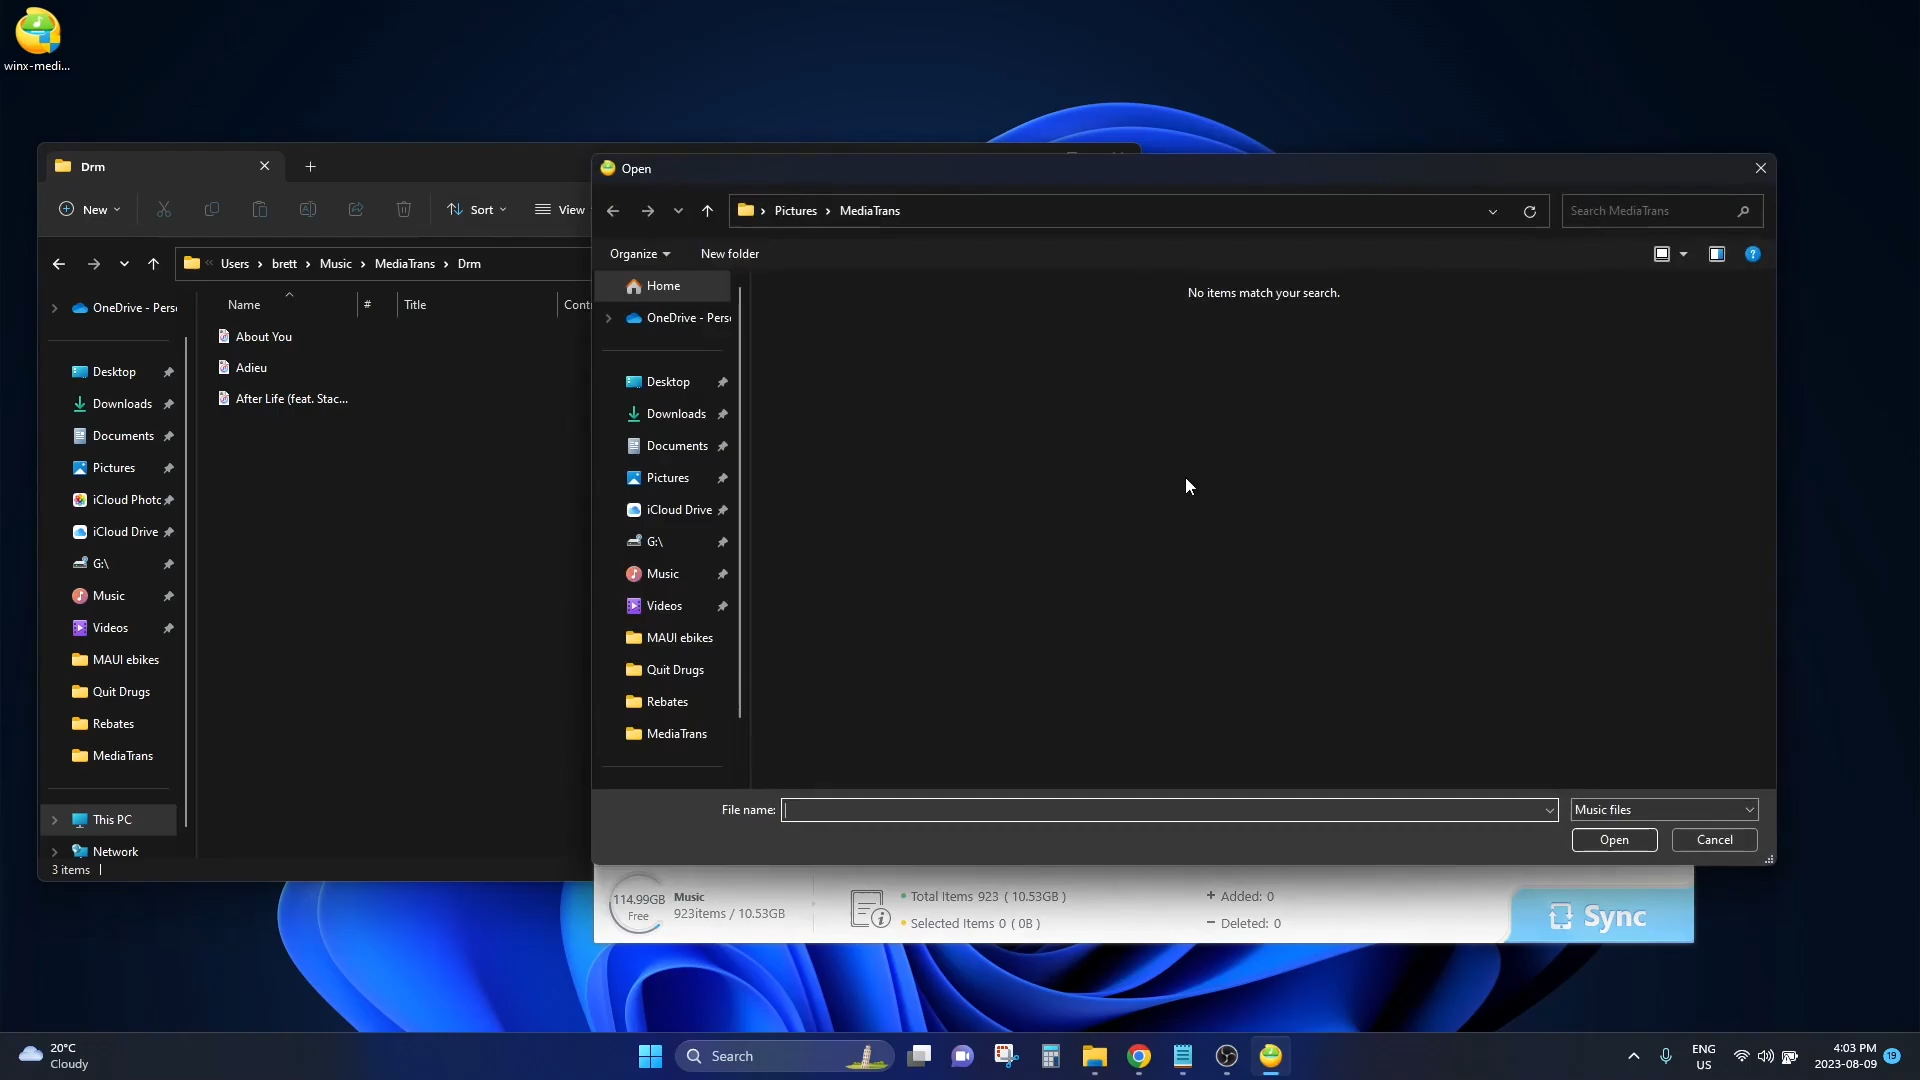 winx-medi...
Drm
New
Sort
View
Users
brett
Music
MediaTrans
Drm
OneDrive - Pers
Desktop
Downloads
Documents
Pictures
iCloud Photo
iCloud Drive
G:\
Music
Videos
MAUI ebikes
Quit Drugs
Rebates
MediaTrans
This PC
Network
3 items
Name
#
Title
Cont
About You
Adieu
After Life (feat. Stac...
Open
Pictures
MediaTrans
Search MediaTrans
Organize
New folder
Home
OneDrive - Perso
Desktop
Downloads
Documents
Pictures
iCloud Drive
G:\
Music
Videos
MAUI ebikes
Quit Drugs
Rebates
MediaTrans
No items match your search.
File name:
Music files
Open
Cancel
114.99GB
Free
Music
923items / 10.53GB
Total Items 923 ( 10.53GB )
Selected Items 0 ( 0B )
+ Added: 0
− Deleted: 0
Sync
20°C
Cloudy
Search
ENG
US
4:03 PM
2023-08-09
19